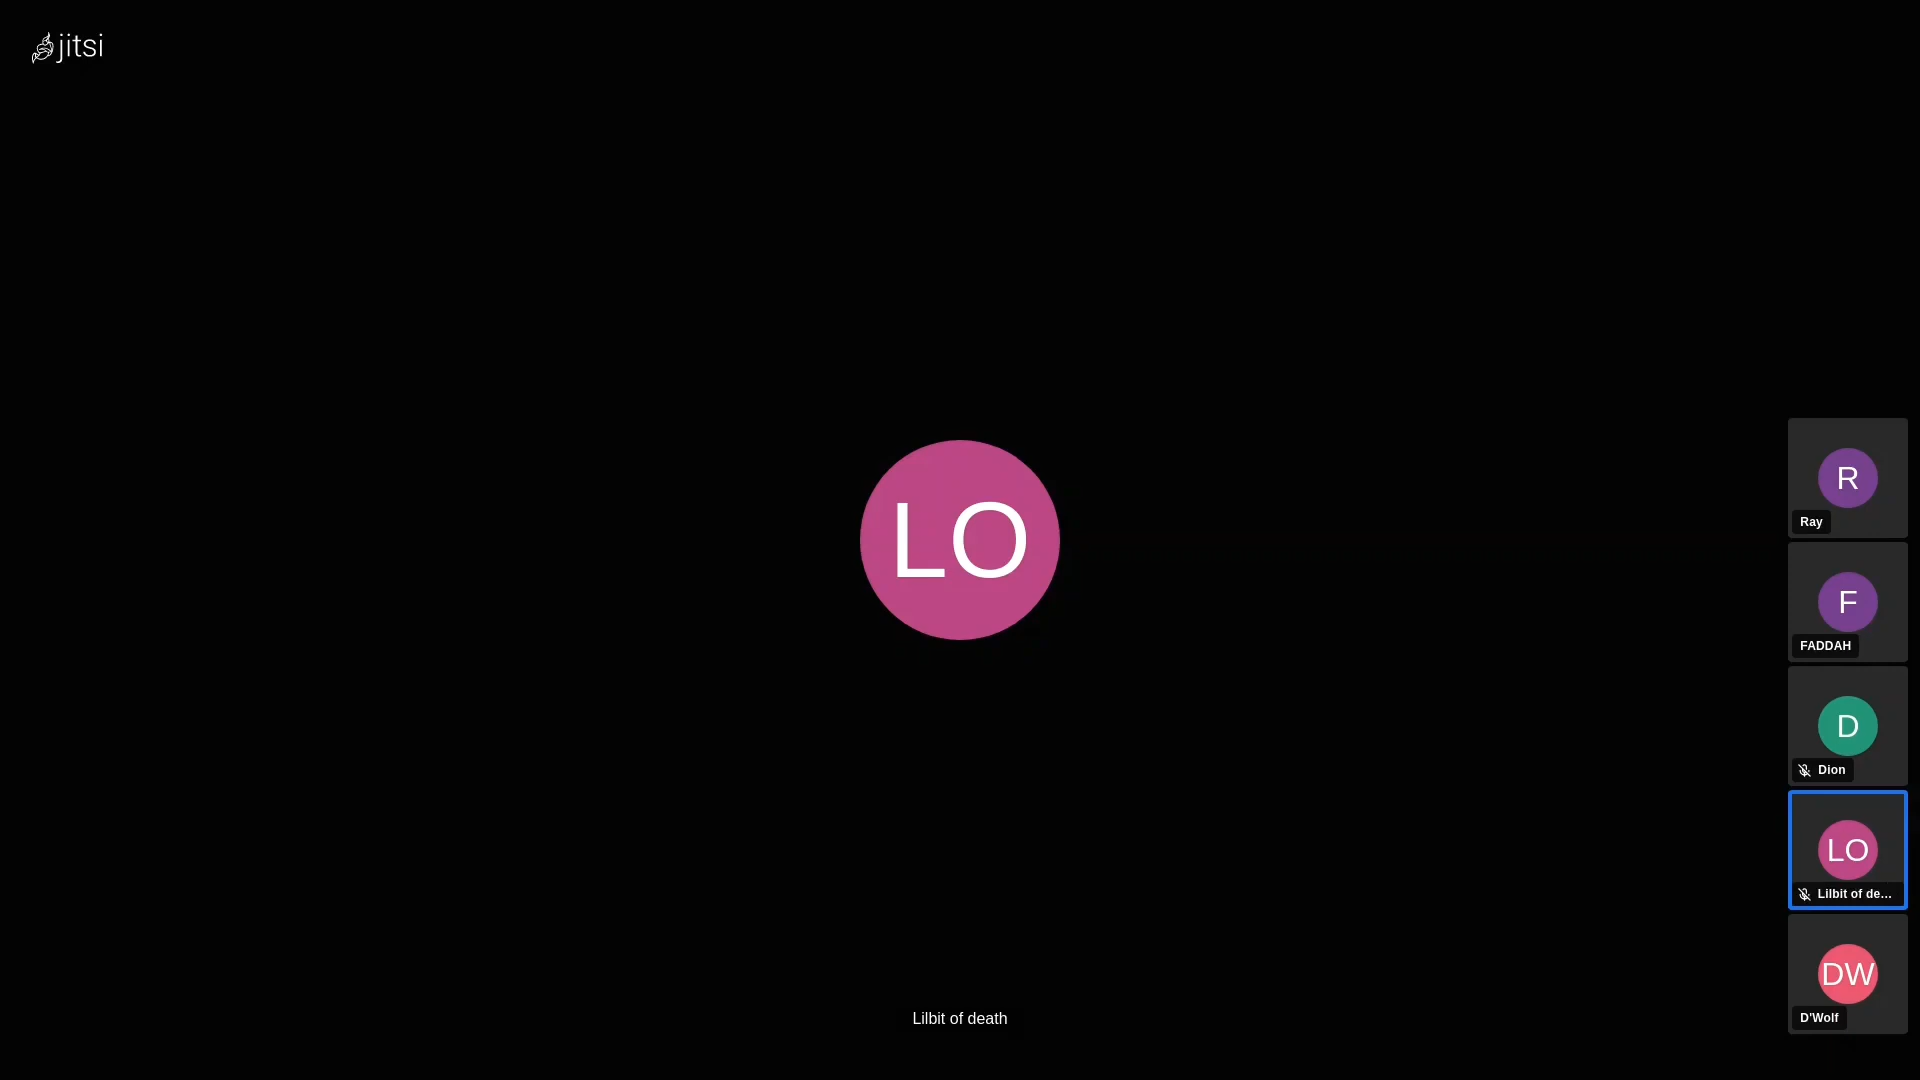 jitsi
LO
Lilbit of death
R
Ray
F
FADDAH
D
Dion
LO
Lilbit of de...
DW
D'Wolf